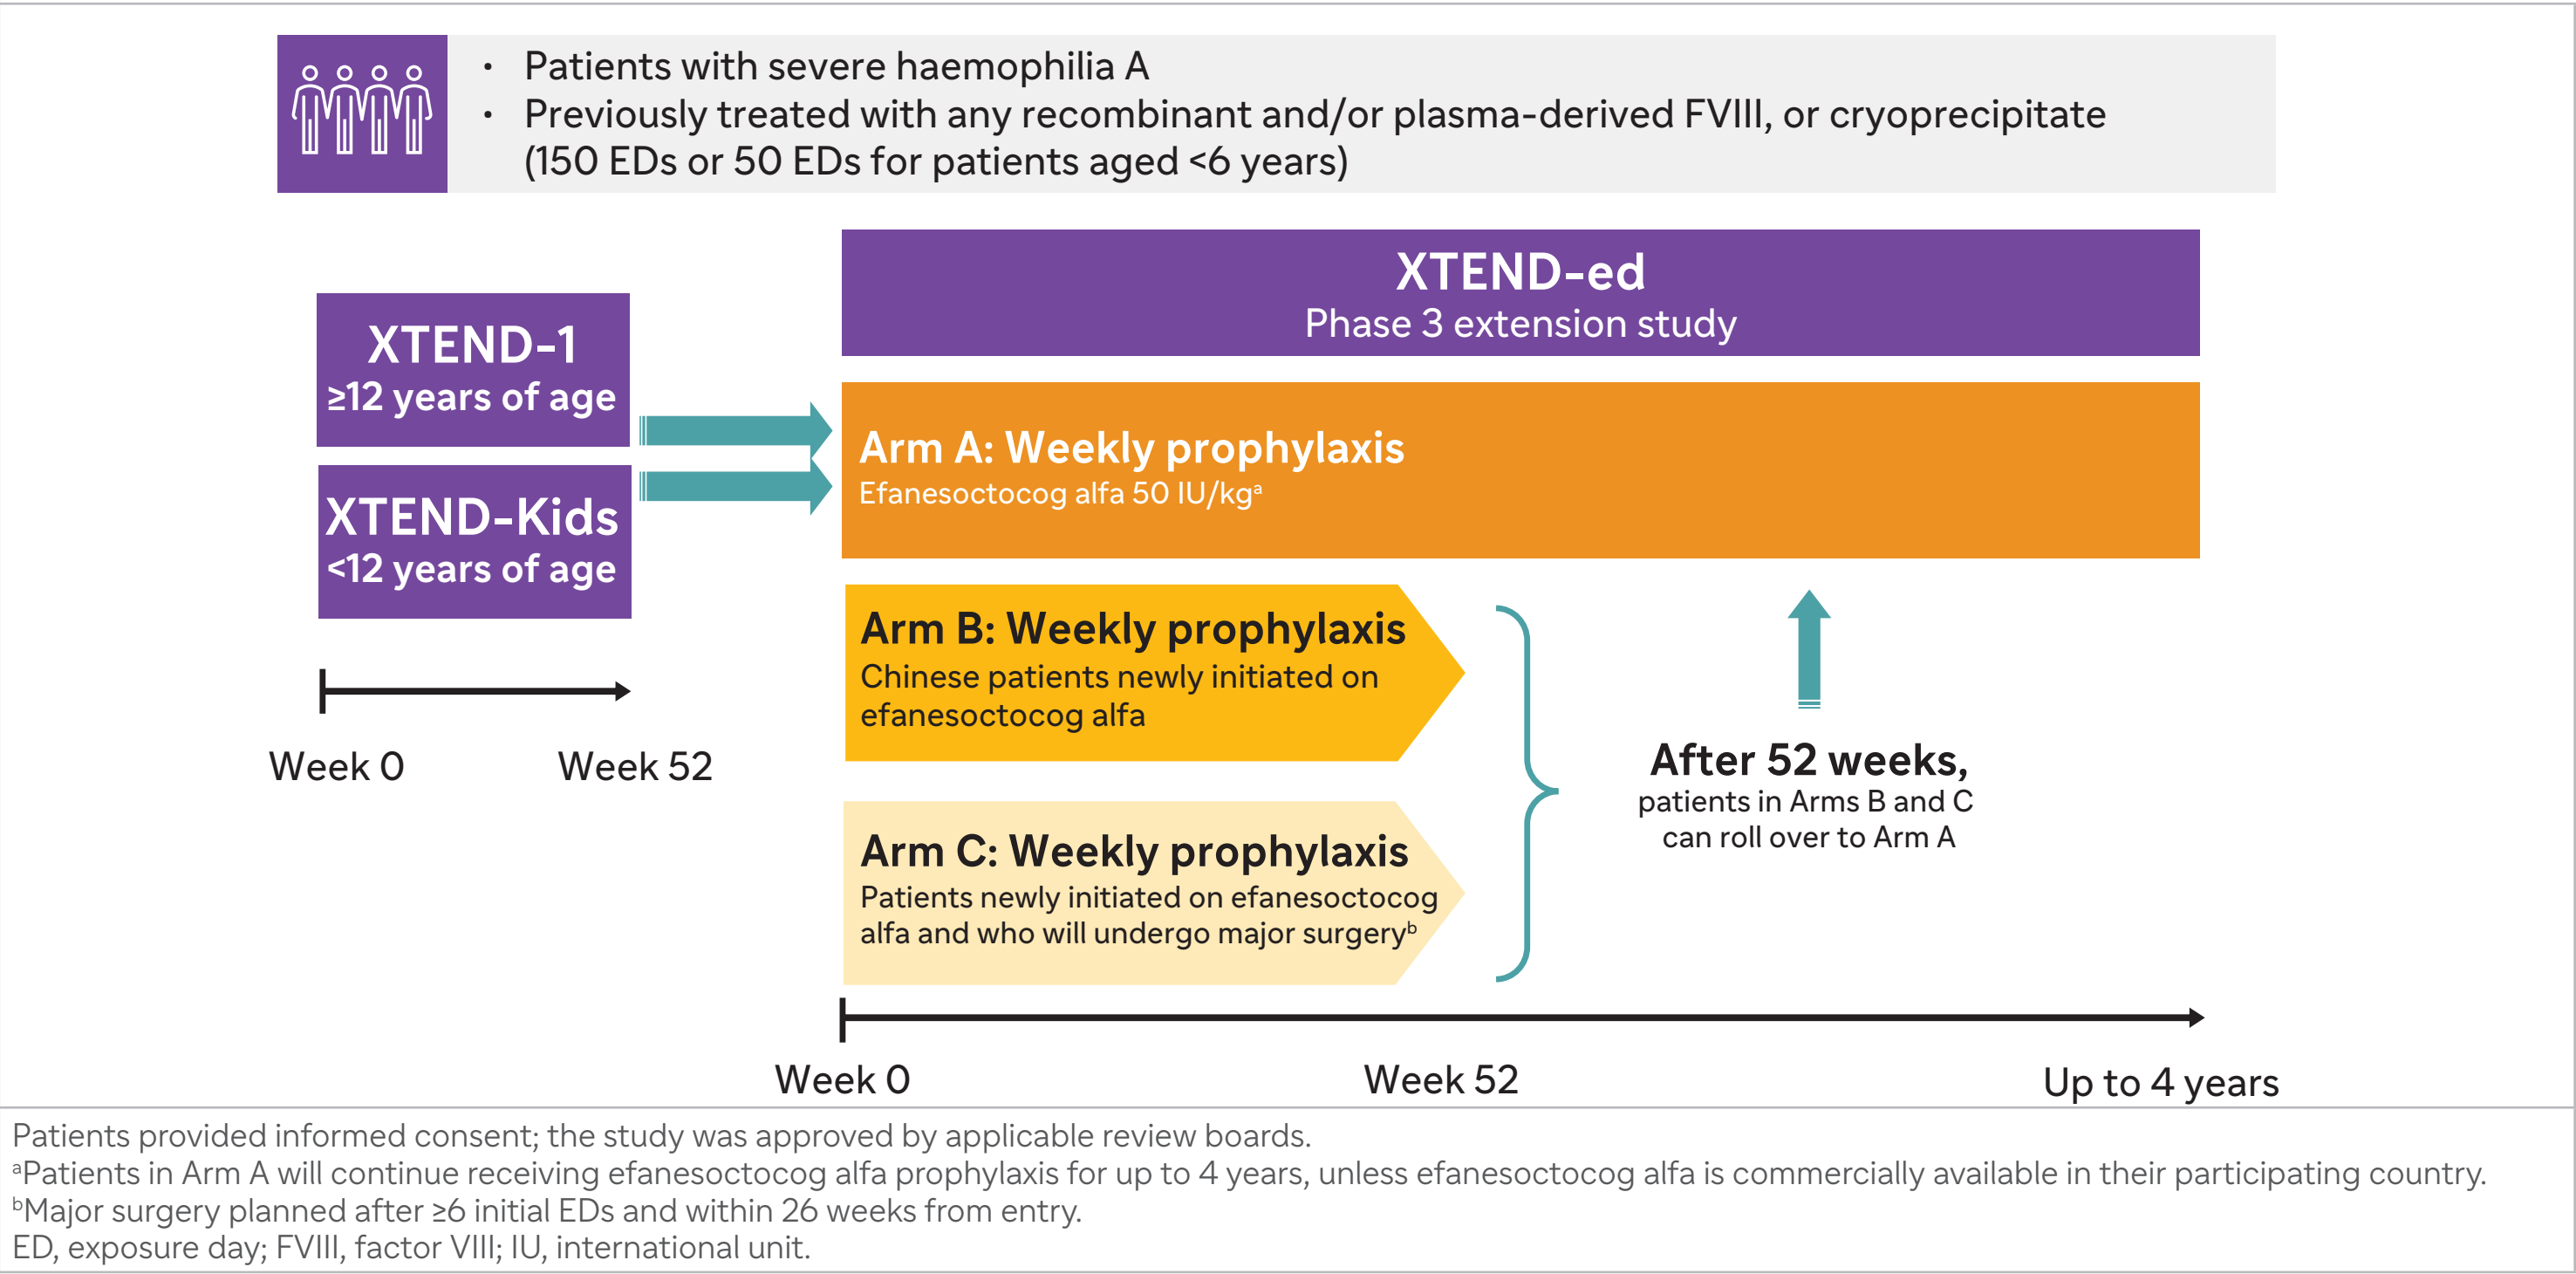 • Patients with severe haemophilia A
• Previously treated with any recombinant and/or plasma-derived FVIII, or cryoprecipitate
(150 EDs or 50 EDs for patients aged <6 years)
XTEND-1
≥12 years of age
XTEND-Kids
<12 years of age
Week 0
Week 52
XTEND-ed
Phase 3 extension study
Arm A: Weekly prophylaxis
Efanesoctocog alfa 50 IU/kgᵃ
Arm B: Weekly prophylaxis
Chinese patients newly initiated on
efanesoctocog alfa
Arm C: Weekly prophylaxis
Patients newly initiated on efanesoctocog
alfa and who will undergo major surgeryᵇ
After 52 weeks,
patients in Arms B and C
can roll over to Arm A
Week 0
Week 52
Up to 4 years
Patients provided informed consent; the study was approved by applicable review boards.
ᵃPatients in Arm A will continue receiving efanesoctocog alfa prophylaxis for up to 4 years, unless efanesoctocog alfa is commercially available in their participating country.
ᵇMajor surgery planned after ≥6 initial EDs and within 26 weeks from entry.
ED, exposure day; FVIII, factor VIII; IU, international unit.